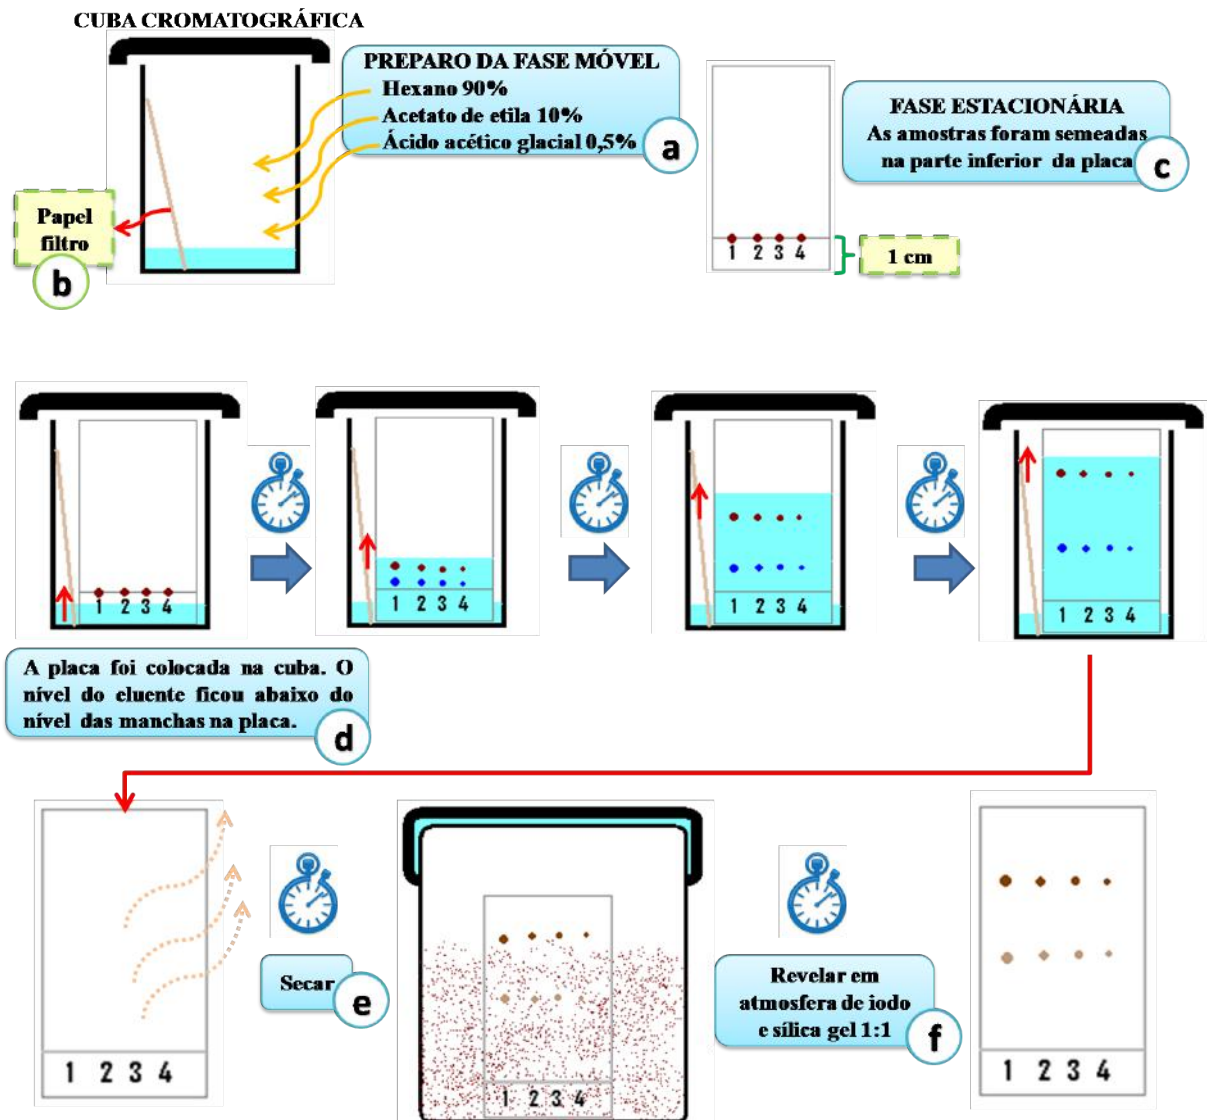 CUBA CROMATOGRÁFICA
PREPARO DA FASE MÓVEL
Hexano 90%
Acetato de etila 10%
Ácido acético glacial 0,5%
a
Papel
filtro
b
FASE ESTACIONÁRIA
As amostras foram semeadas
na parte inferior da placa
c
1 2 3 4
1 cm
1 2 3 4
1 2 3 4
1 2 3 4
1 2 3 4
A placa foi colocada na cuba. O
nível do eluente ficou abaixo do
nível das manchas na placa.
d
1 2 3 4
Secar
e
1 2 3 4
Revelar em
atmosfera de iodo
e sílica gel 1:1
f
1 2 3 4